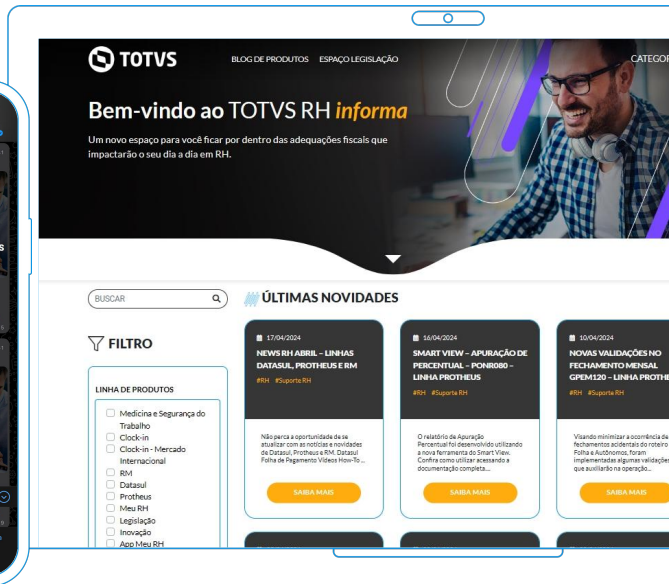 TOTVS
BLOG DE PRODUTOS ESPAÇO LEGISLAÇÃO
Bem-vindo ao TOTVS RH informa
Um novo espaço para você ficar por dentro das adequações fiscais que
impactarão o seu dia a dia em RH.
BUSCAR
FILTRO
LINHA DE PRODUTOS
Medicina e Segurança do
Trabalho
Clock-in
Clock-in - Mercado
Internacional
RM
Datasul
Protheus
Meu RH
Legislação
Inovação
App Meu RH
ÚLTIMAS NOVIDADES
17/04/2024
NEWS RH ABRIL – LINHAS
DATASUL, PROTHEUS E RM
#RH #Suporte RH
Não perca a oportunidade de se
atualizar com as notícias e novidades
de Datasul, Protheus e RM. Datasul
Folha de Pagamento Vídeos How-To ...
SAIBA MAIS
16/04/2024
SMART VIEW – APURAÇÃO DE
PERCENTUAL – PONR080 –
LINHA PROTHEUS
#RH #Suporte RH
O relatório de Apuração
Percentual foi desenvolvido utilizando
a nova ferramenta do Smart View.
Confira como utilizar acessando a
documentação completa....
SAIBA MAIS
10/04/2024
NOVAS VALIDAÇÕES NO
FECHAMENTO MENSAL
GPEM120 – LINHA PROTHE
#RH #Suporte RH
Visando minimizar a ocorrência de
fechamentos acidentais do roteiro
Folha e Autônomos, foram
implementadas algumas validações
que auxiliarão na operação...
SAIBA MAIS